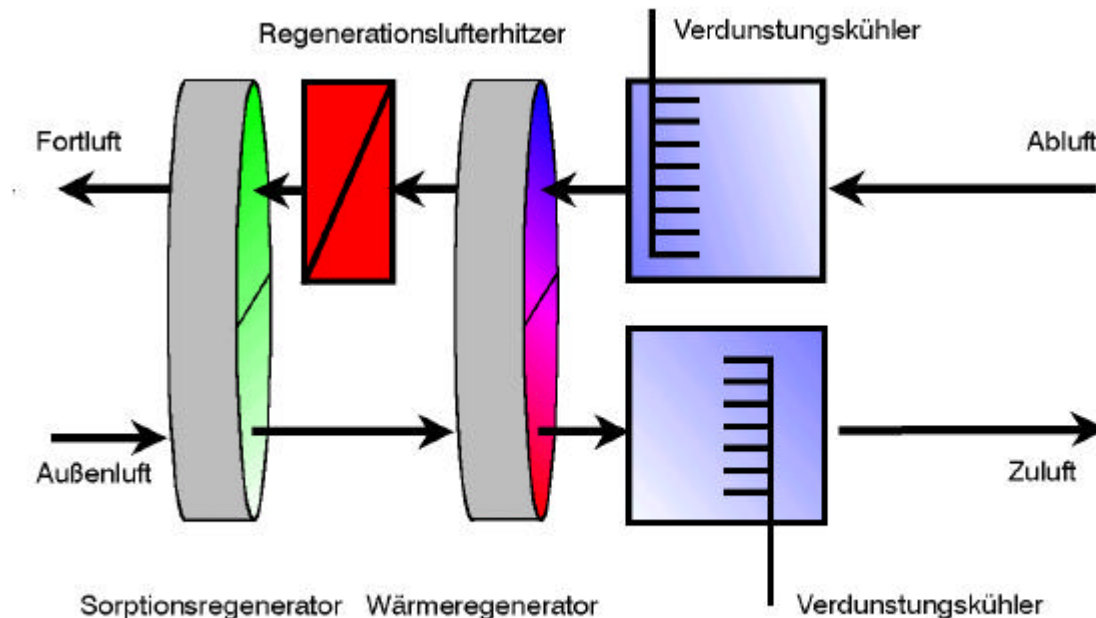 Regenerationslufterhitzer
Verdunstungskühler
Fortluft
Abluft
Außenluft
Zuluft
Sorptionsregenerator
Wärmeregenerator
Verdunstungskühler